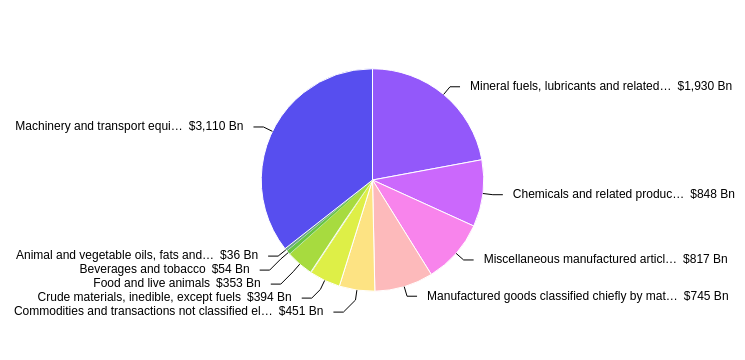 Mineral fuels, lubricants and related… $1,930 Bn
Machinery and transport equi… $3,110 Bn
Chemicals and related produc… $848 Bn
Animal and vegetable oils, fats and… $36 Bn
Miscellaneous manufactured articl… $817 Bn
Beverages and tobacco $54 Bn
Food and live animals $353 Bn
Crude materials, inedible, except fuels $394 Bn
Manufactured goods classified chiefly by mat… $745 Bn
Commodities and transactions not classified el… $451 Bn